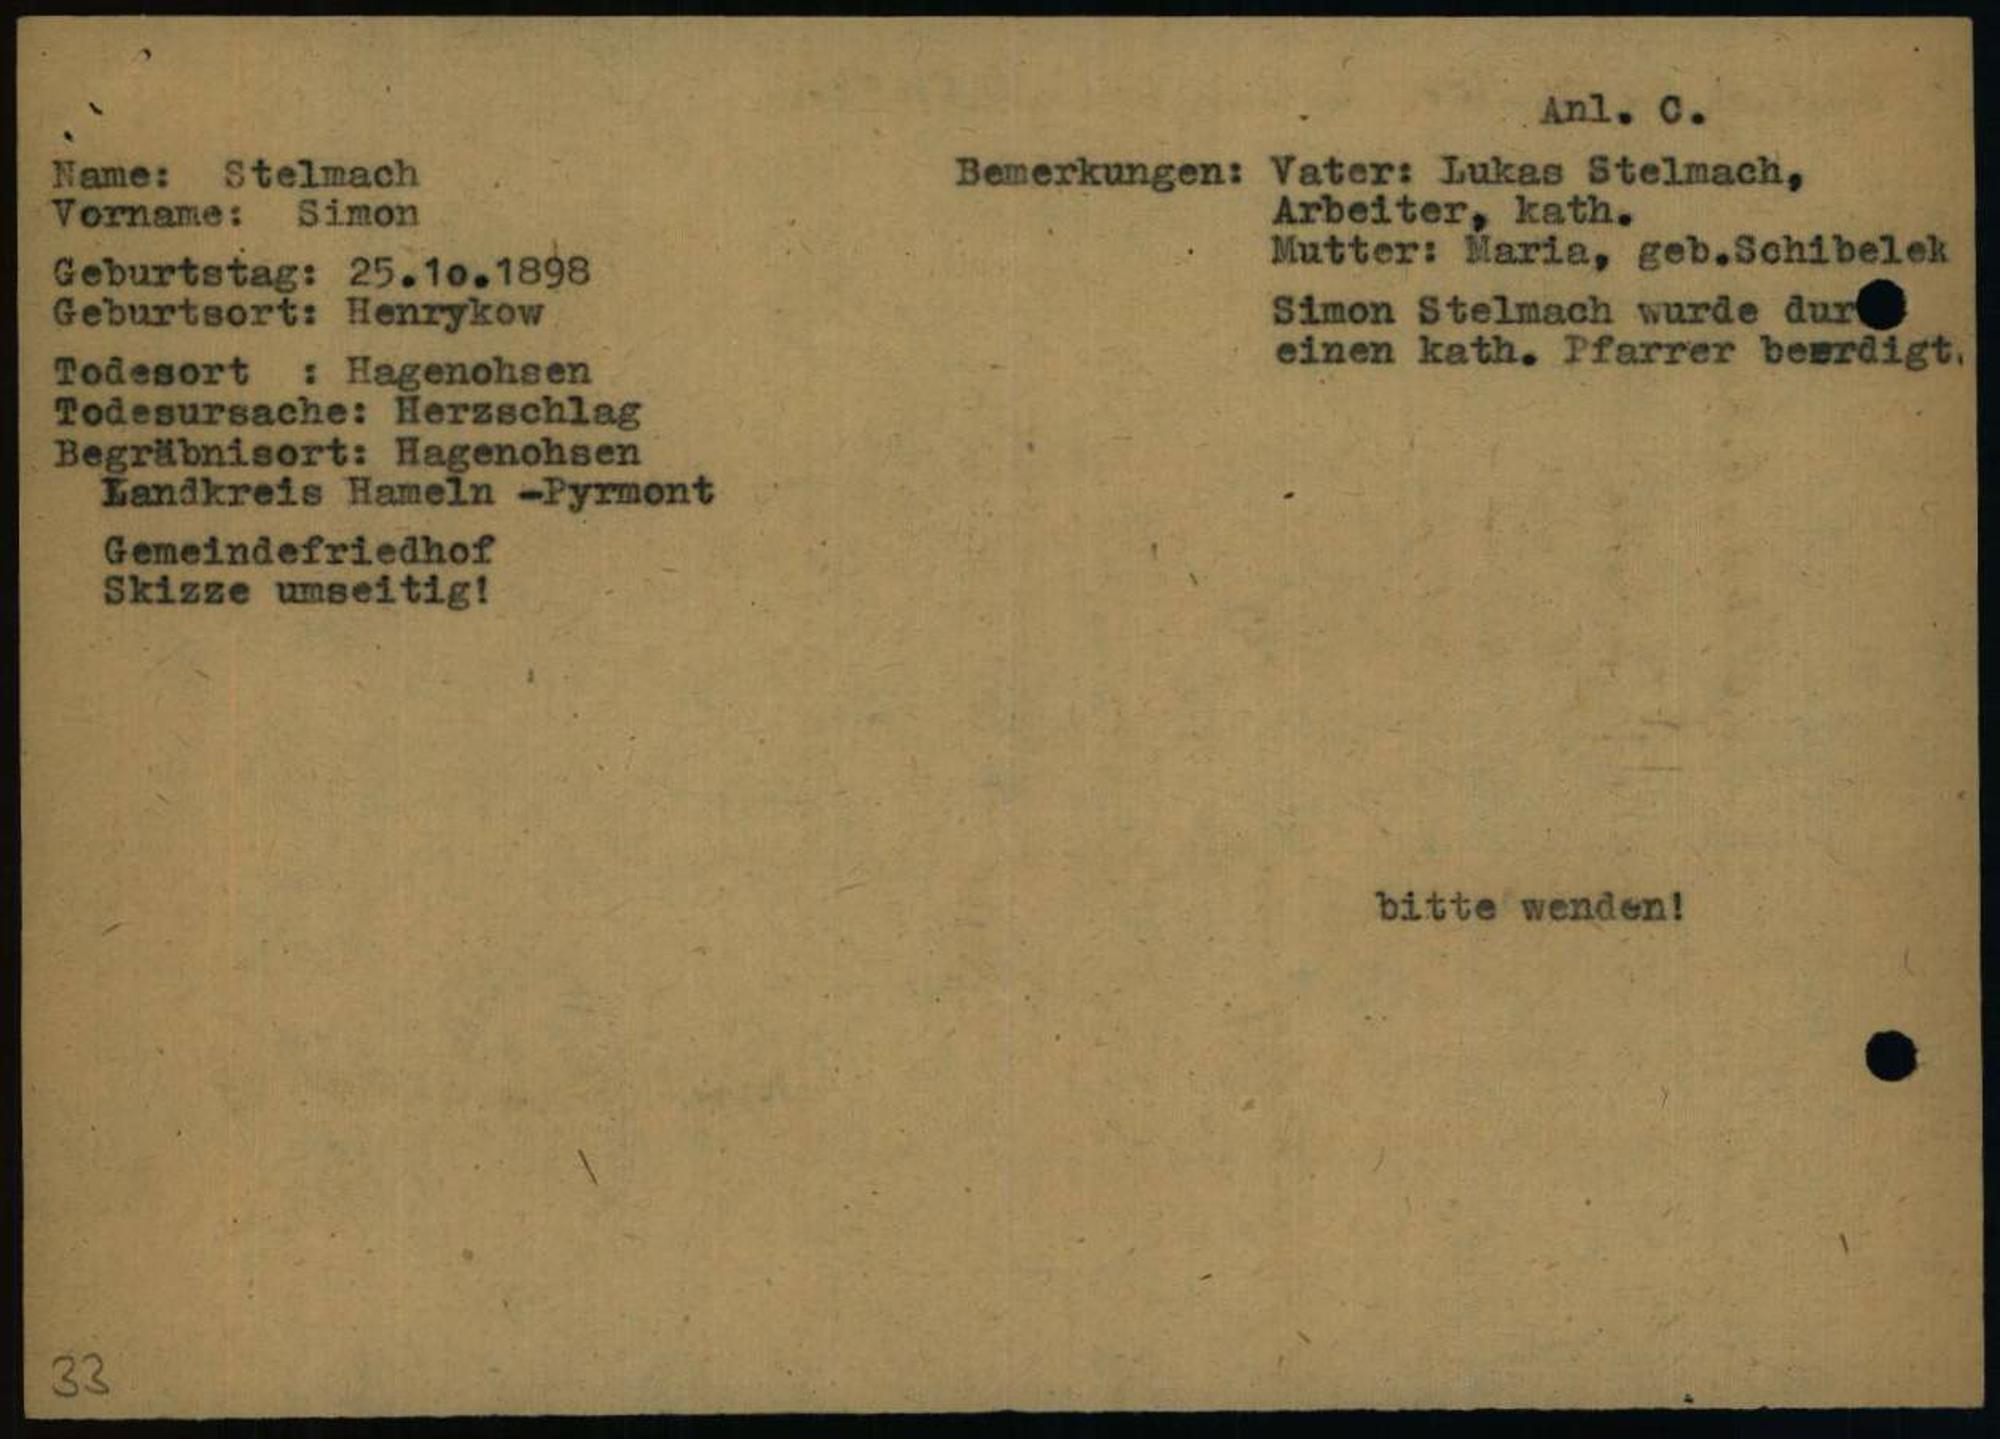 Anl. C.
Name: Stelmach
Vorname: Simon
Geburtstag: 25.10.1898
Geburtsort: Henrykow
Todesort : Hagenohsen
Todesursache: Herzschlag
Begräbnisort: Hagenohsen
Landkreis Hameln -Pyrmont
Gemeindefriedhof
Skizze umseitig!
Bemerkungen: Vater: Lukas Stelmach,
Arbeiter, kath.
Mutter: Maria, geb.Schibelek
Simon Stelmach wurde dur
einen kath. Pfarrer beerdigt.
bitte wenden!
33